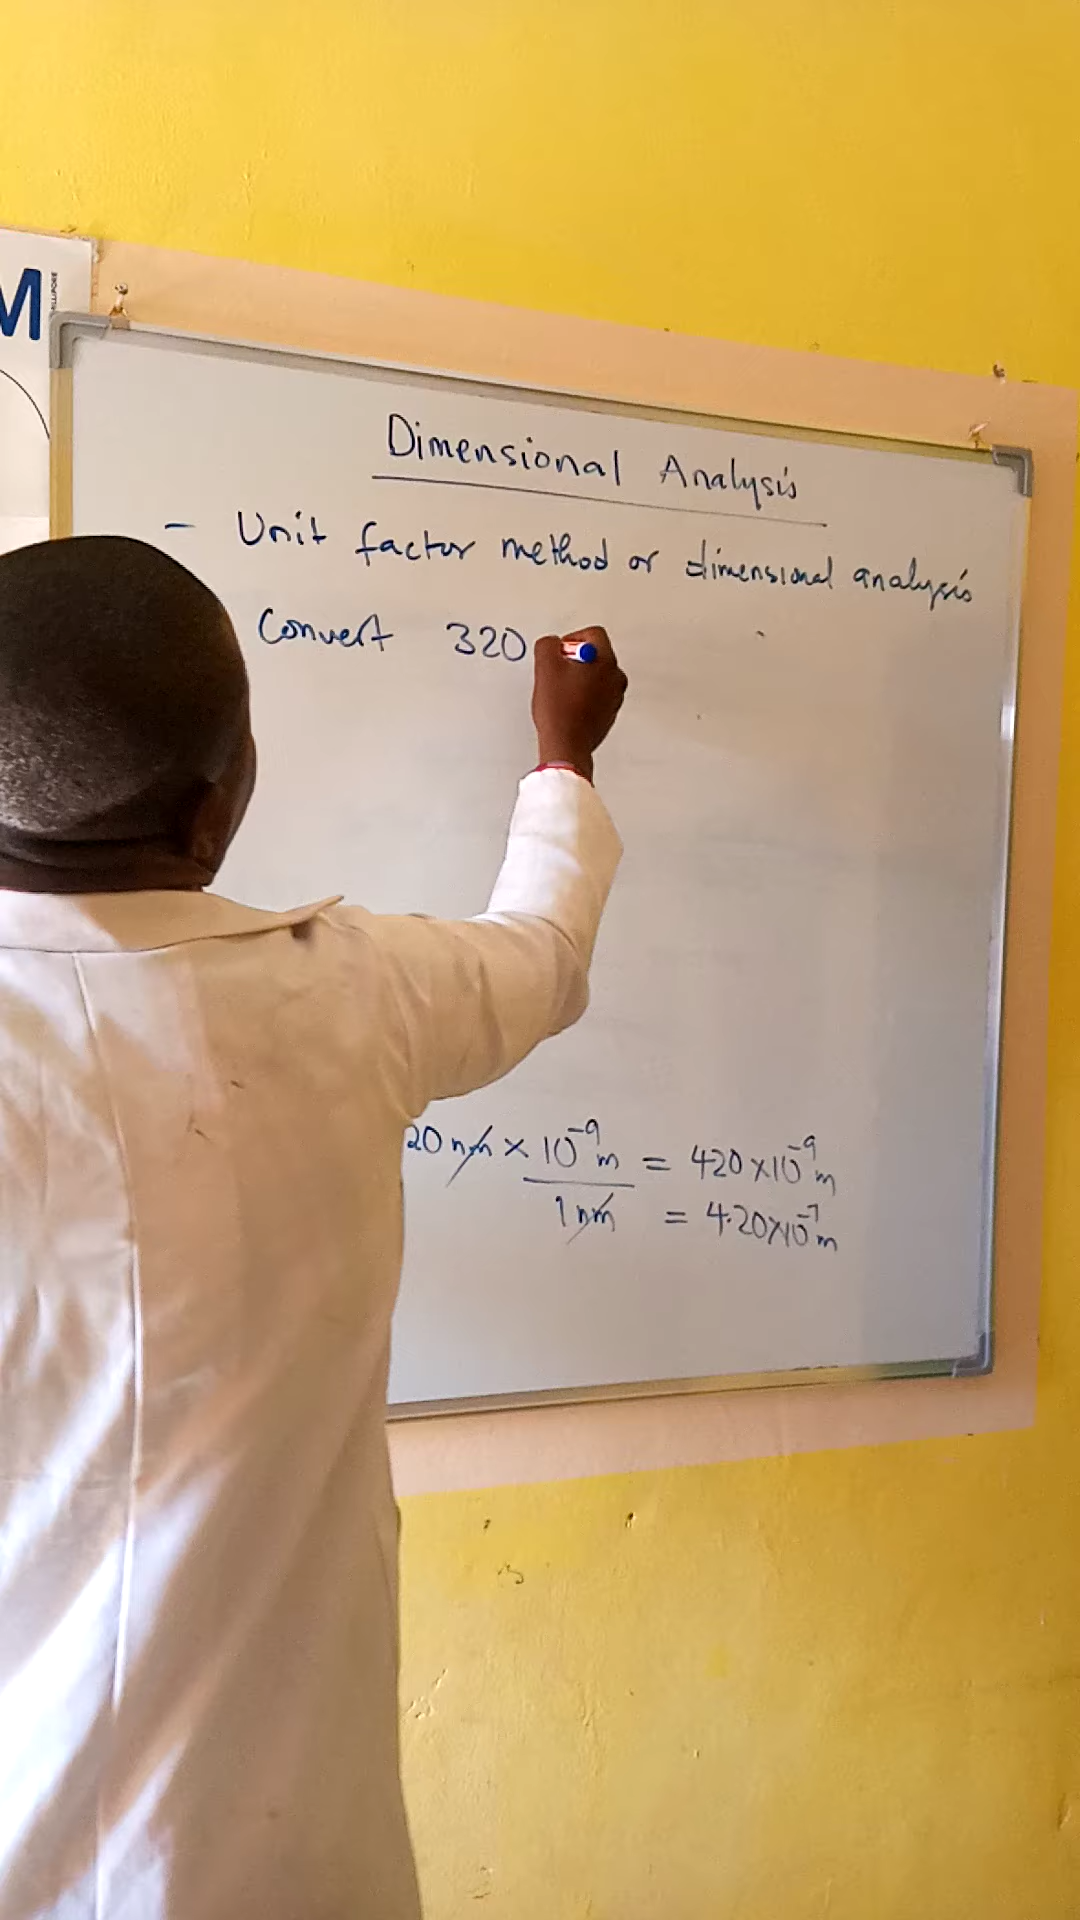 M
Dimensional Analysis
- Unit factor method or dimensional analysis
Convert 320
20 nm × 10⁻⁹ m = 420 × 10⁻⁹ m
1 nm = 4.20 × 10⁻⁷ m